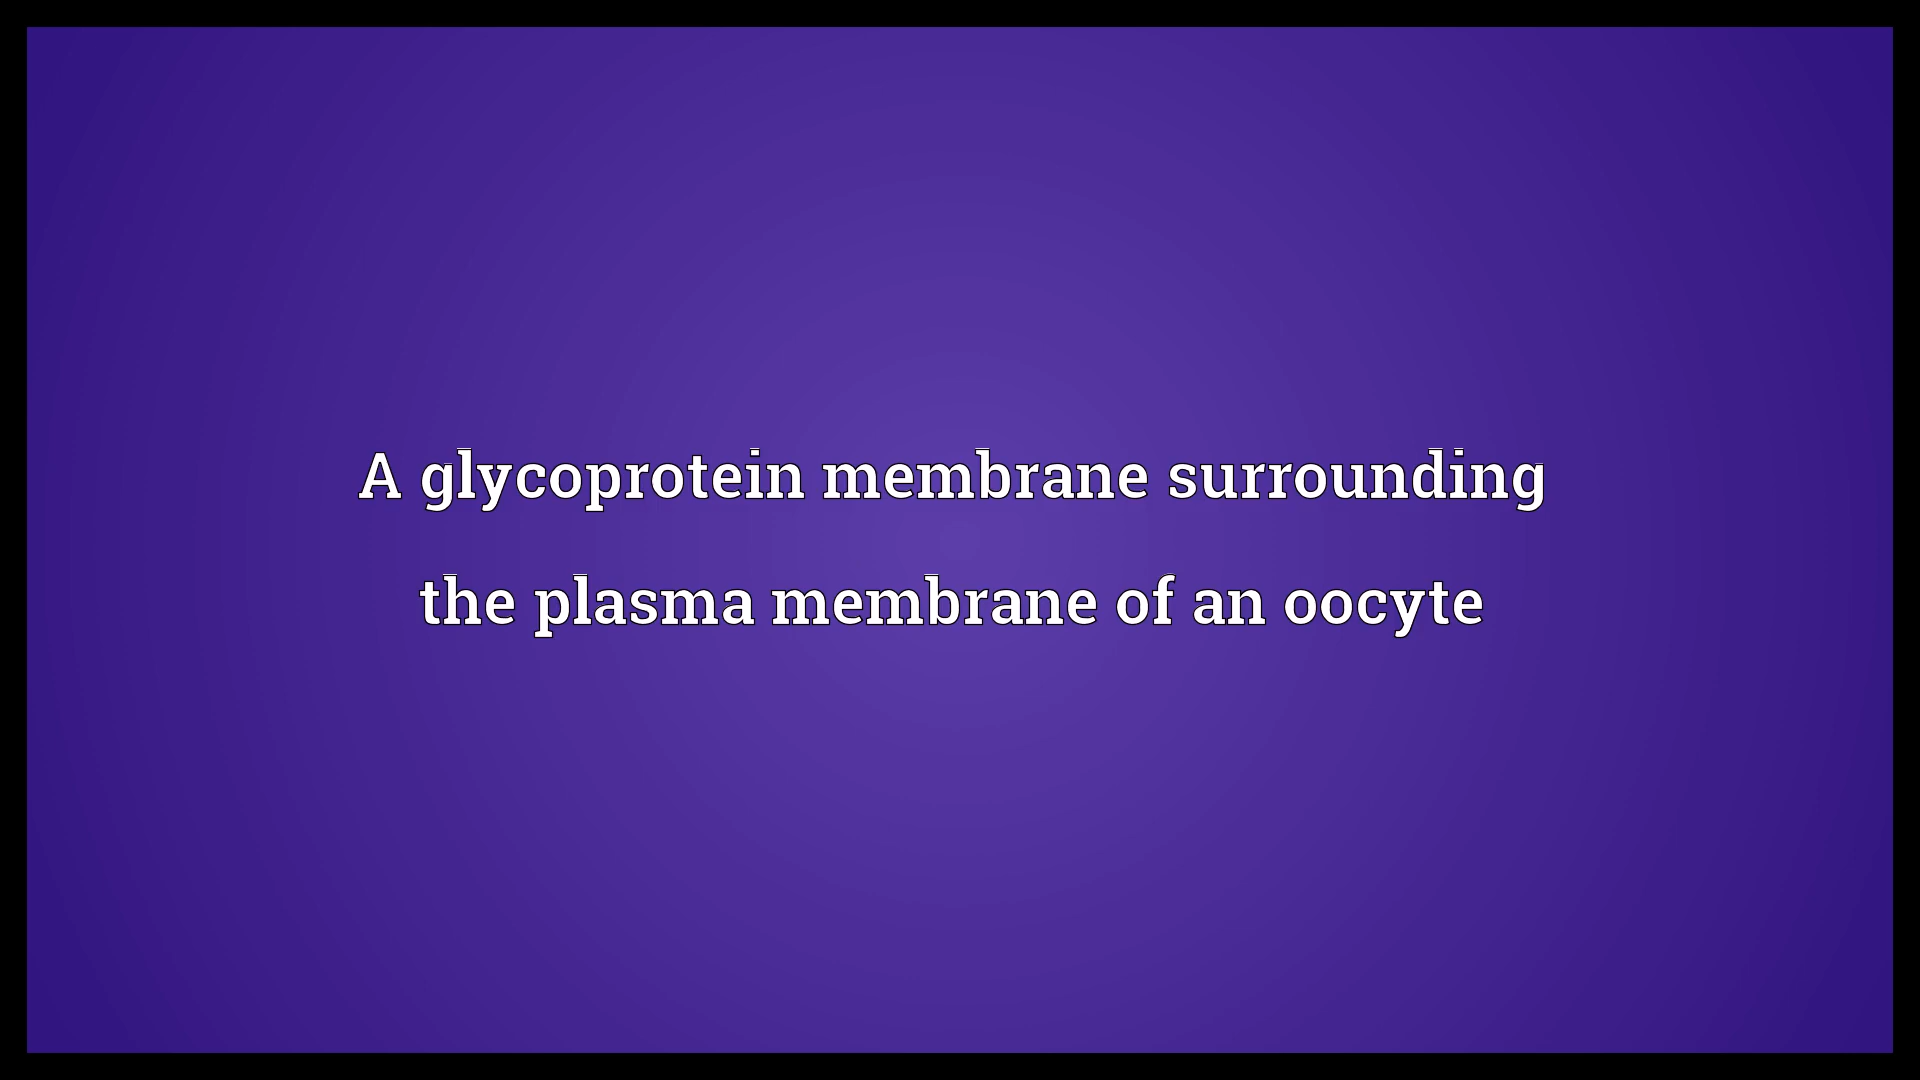 A glycoprotein membrane surrounding
the plasma membrane of an oocyte